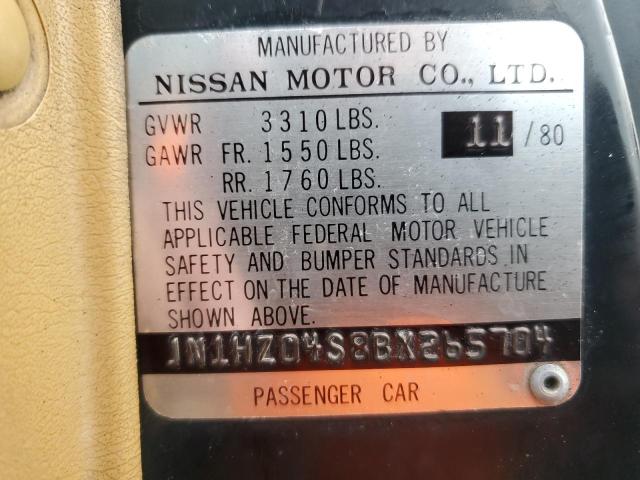 MANUFACTURED BY
NISSAN MOTOR CO., LTD.
GVWR 3310 LBS. 11/80
GAWR FR. 1550 LBS.
RR. 1760 LBS.
THIS VEHICLE CONFORMS TO ALL
APPLICABLE FEDERAL MOTOR VEHICLE
SAFETY AND BUMPER STANDARDS IN
EFFECT ON THE DATE OF MANUFACTURE
SHOWN ABOVE.
JN1HZ04S8BX265704
PASSENGER CAR